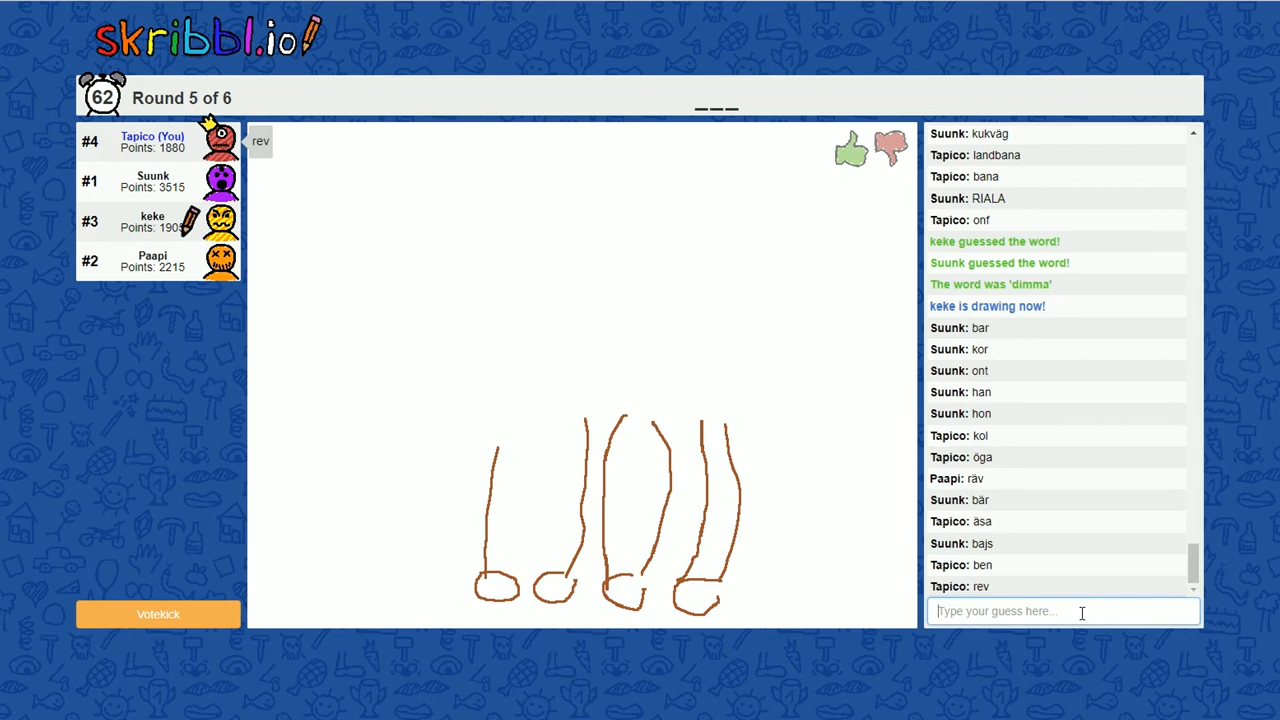 skribbl.io
62
Round 5 of 6
_ _ _
#4
Tapico (You)
Points: 1880
rev
#1
Suunk
Points: 3515
#3
keke
Points: 1905
#2
Paapi
Points: 2215
Votekick
Suunk: kukväg
Tapico: landbana
Tapico: bana
Suunk: RIALA
Tapico: onf
keke guessed the word!
Suunk guessed the word!
The word was 'dimma'
keke is drawing now!
Suunk: bar
Suunk: kor
Suunk: ont
Suunk: han
Suunk: hon
Tapico: kol
Tapico: öga
Paapi: räv
Suunk: bär
Tapico: äsa
Suunk: bajs
Tapico: ben
Tapico: rev
Type your guess here...